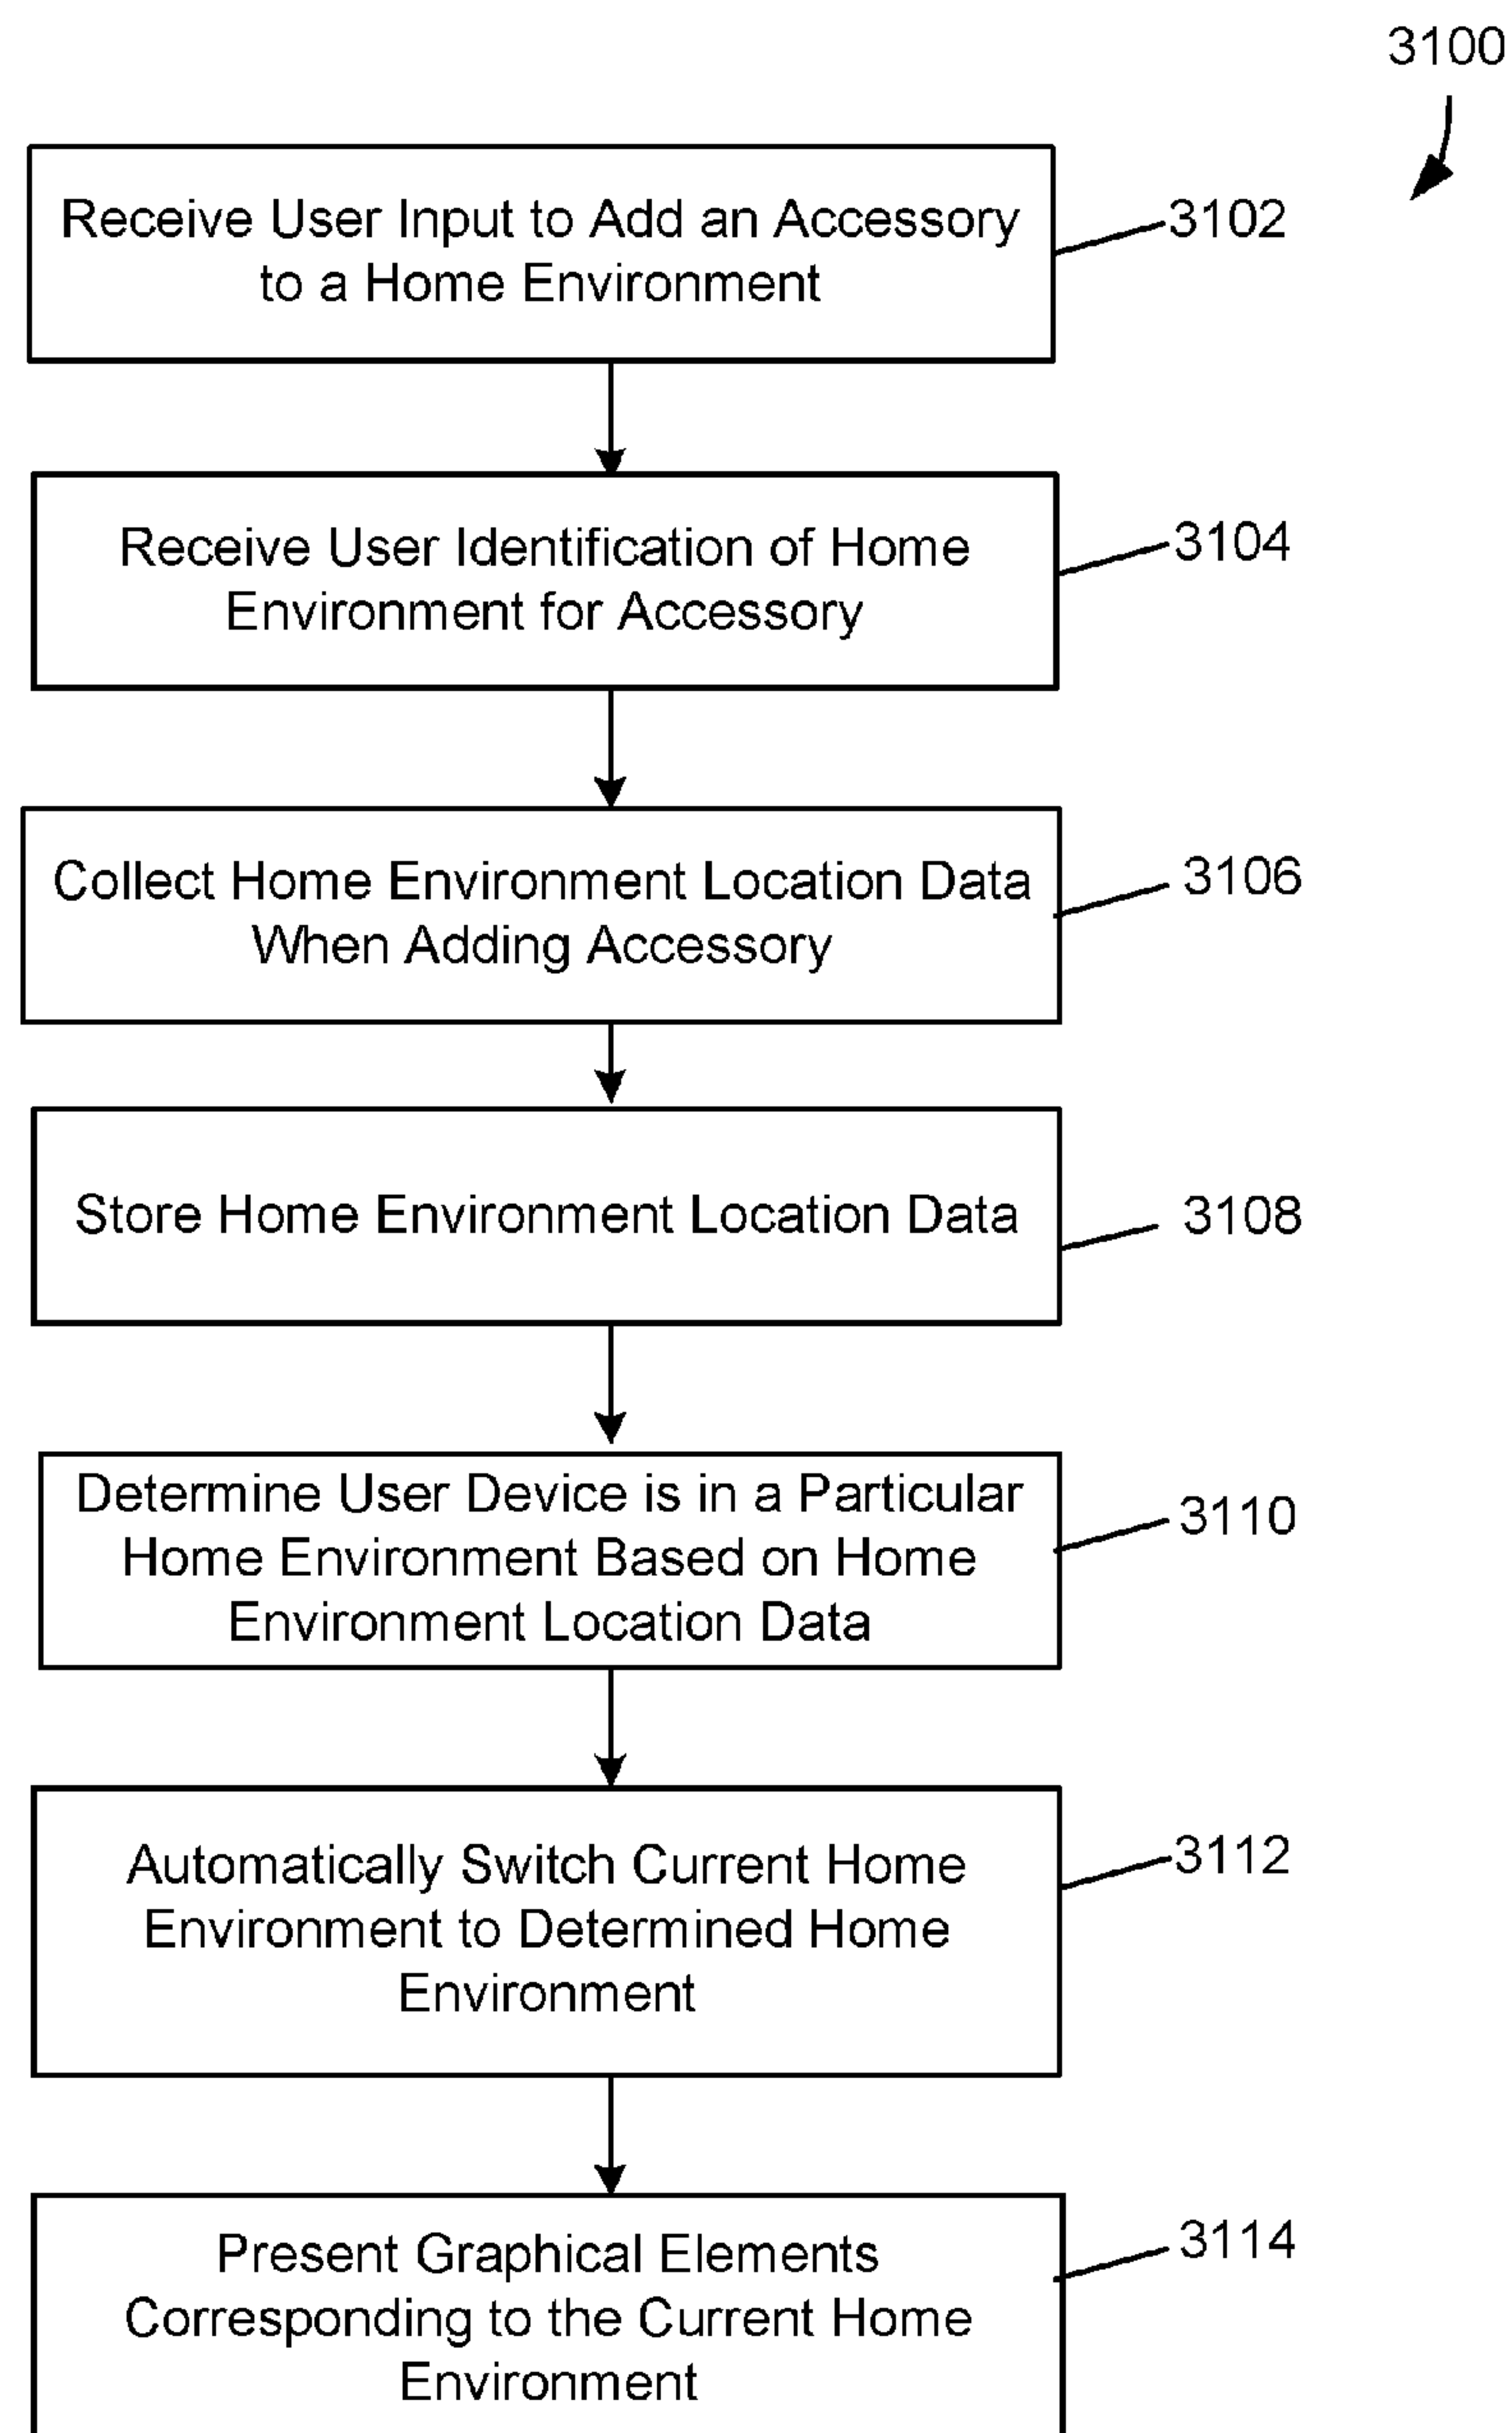 3100
Receive User Input to Add an Accessory
to a Home Environment
3102
Receive User Identification of Home
Environment for Accessory
3104
Collect Home Environment Location Data
When Adding Accessory
3106
Store Home Environment Location Data
3108
Determine User Device is in a Particular
Home Environment Based on Home
Environment Location Data
3110
Automatically Switch Current Home
Environment to Determined Home
Environment
3112
Present Graphical Elements
Corresponding to the Current Home
Environment
3114